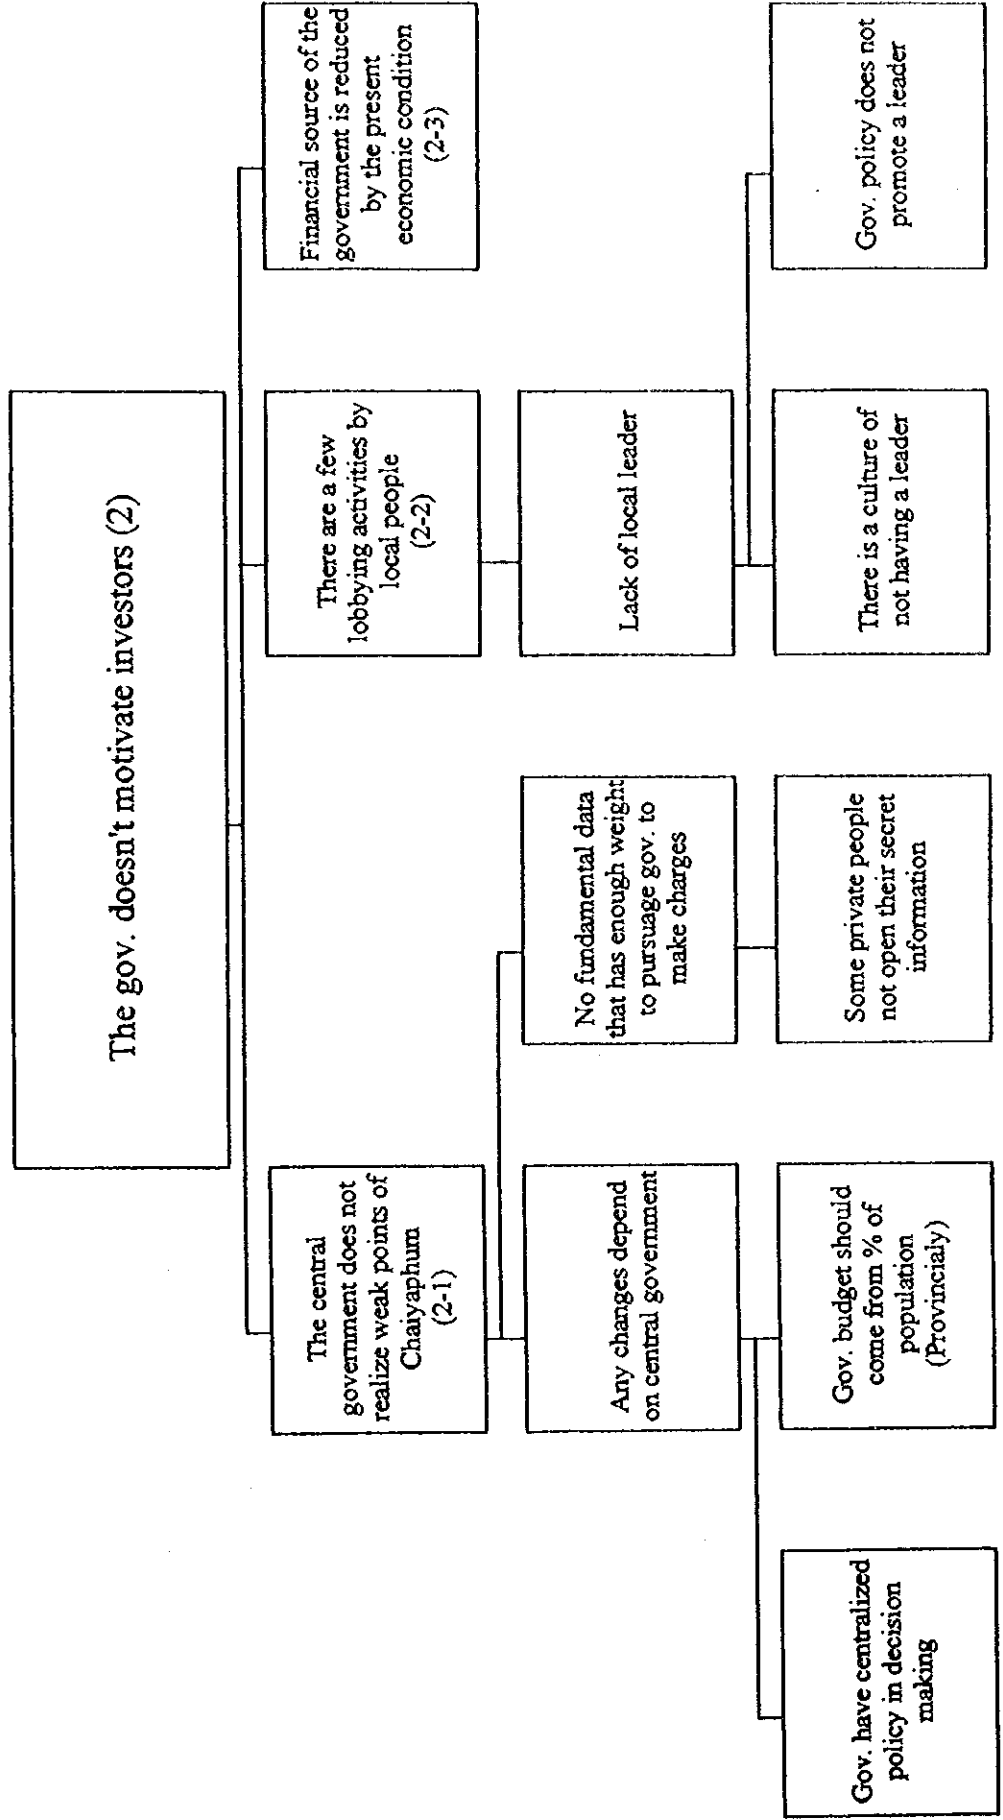 The gov. doesn't motivate investors (2)
The central
government does not
realize weak points of
Chaiyaphum
(2-1)
There are a few
lobbying activities by
local people
(2-2)
Financial source of the
government is reduced
by the present
economic condition
(2-3)
Any changes depend
on central government
No fundamental data
that has enough weight
to pursuage gov. to
make charges
Lack of local leader
Gov. have centralized
policy in decision
making
Gov. budget should
come from % of
population
(Provincialy)
Some private people
not open their secret
information
There is a culture of
not having a leader
Gov. policy does not
promote a leader